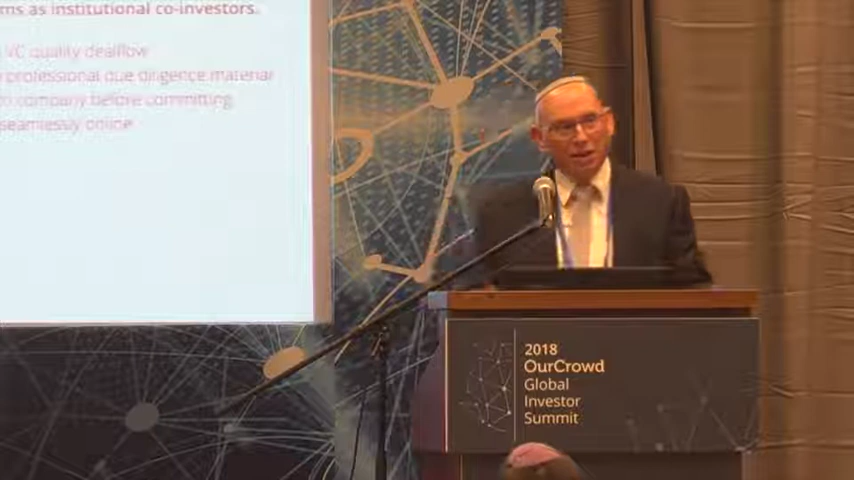 ms as institutional co-investors.
VC quality dealflow
professional due diligence material
to company before committing
seamlessly online
2018
OurCrowd
Global
Investor
Summit